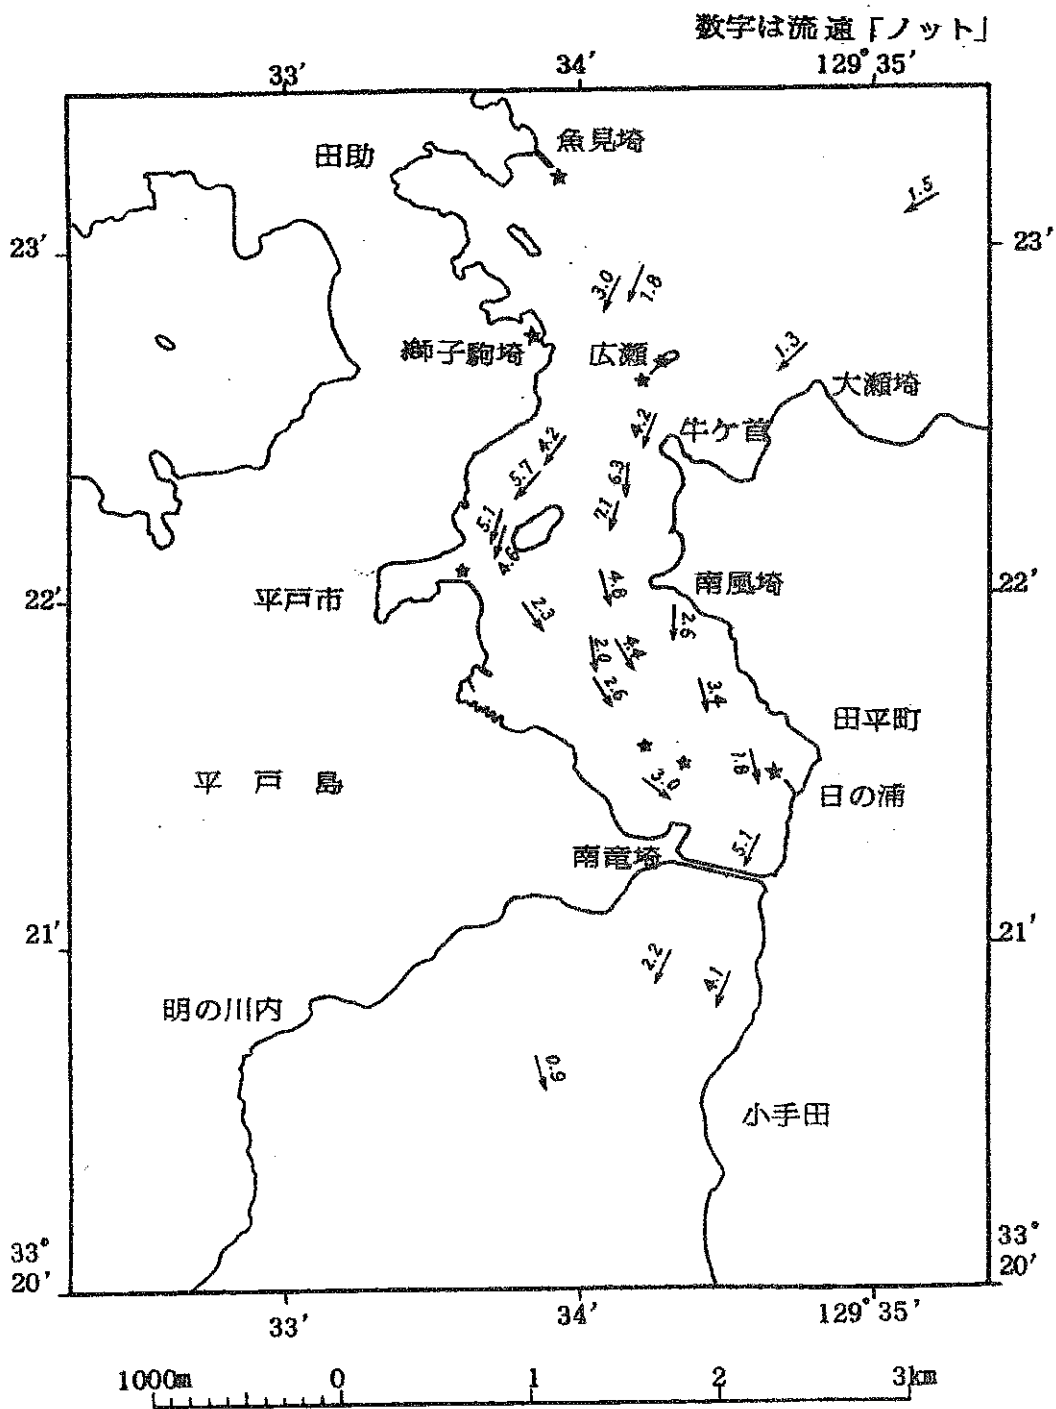 数字は流速「ノット」
33′ 34′ 129°35′
田助
魚見埼
1.5
23′ 23′
3.0
1.8
獅子駒埼
広瀬
1.3
大瀬埼
4.2
牛ケ首
4.2
5.7
6.3
5.1
4.6
平戸市
22′ 22′
南風埼
2.3
4.8
2.6
2.0
4.4
2.6
3.4
田平町
平戸島
3.0
1.8
日の浦
南竜埼
5.1
21′ 21′
2.2
4.1
明の川内
小手田
33°
20′
33°
20′
33′ 34′ 129°35′
1000m 0 1 2 3km